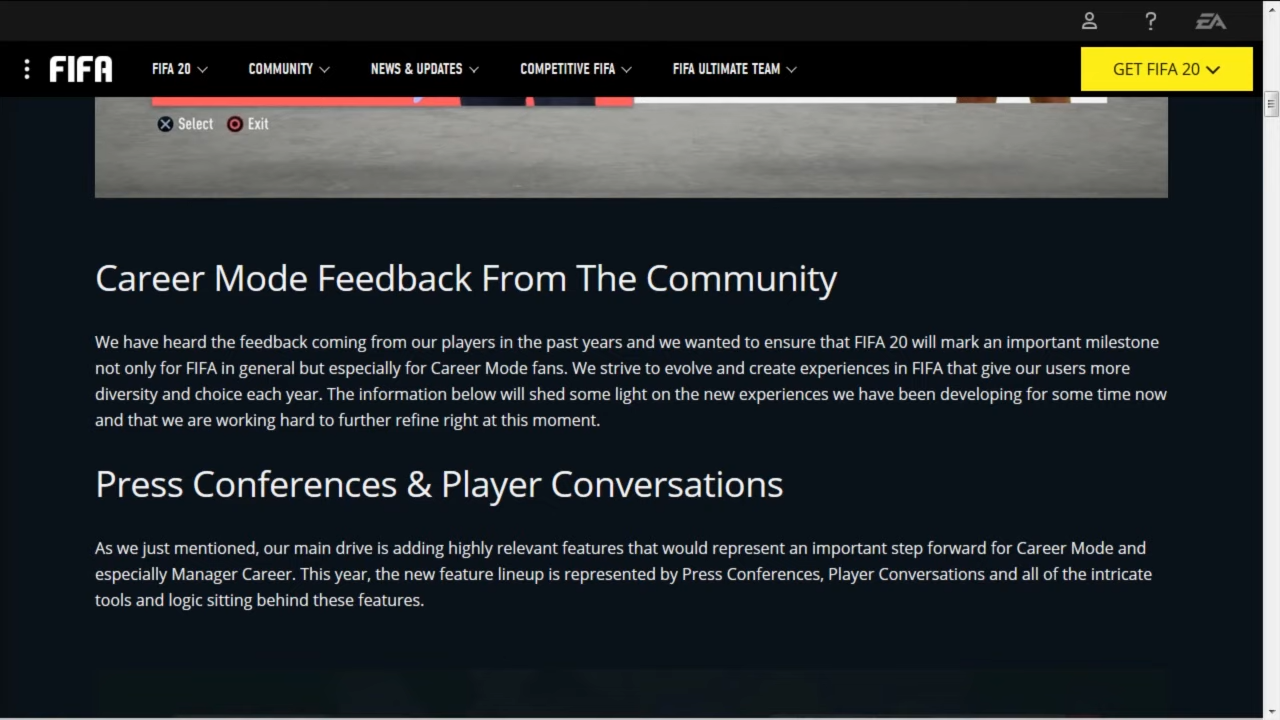 EA
FIFA
FIFA 20
COMMUNITY
NEWS & UPDATES
COMPETITIVE FIFA
FIFA ULTIMATE TEAM
GET FIFA 20
Select
Exit
Career Mode Feedback From The Community
We have heard the feedback coming from our players in the past years and we wanted to ensure that FIFA 20 will mark an important milestone
not only for FIFA in general but especially for Career Mode fans. We strive to evolve and create experiences in FIFA that give our users more
diversity and choice each year. The information below will shed some light on the new experiences we have been developing for some time now
and that we are working hard to further refine right at this moment.
Press Conferences & Player Conversations
As we just mentioned, our main drive is adding highly relevant features that would represent an important step forward for Career Mode and
especially Manager Career. This year, the new feature lineup is represented by Press Conferences, Player Conversations and all of the intricate
tools and logic sitting behind these features.